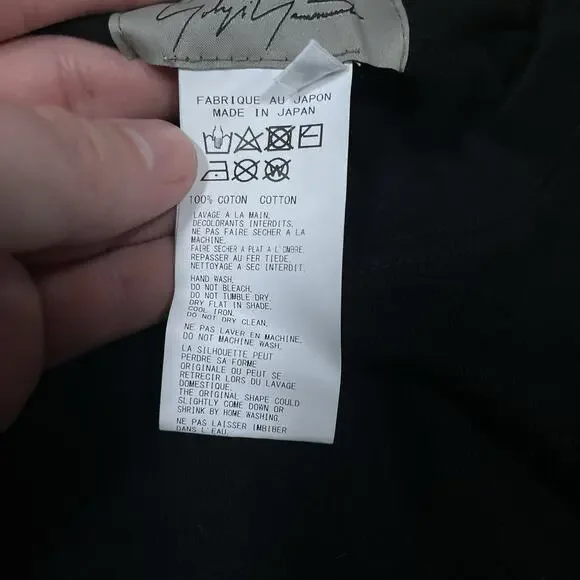 Yohji Yamamoto
FABRIQUE AU JAPON
MADE IN JAPAN
100% COTON COTTON
LAVAGE A LA MAIN.
DECOLORANTS INTERDITS.
NE PAS FAIRE SECHER A LA
MACHINE.
FAIRE SECHER A PLAT A L'OMBRE.
REPASSER AU FER TIEDE.
NETTOYAGE A SEC INTERDIT.
HAND WASH.
DO NOT BLEACH.
DO NOT TUMBLE DRY.
DRY FLAT IN SHADE.
COOL IRON.
DO NOT DRY CLEAN.
NE PAS LAVER EN MACHINE.
DO NOT MACHINE WASH.
LA SILHOUETTE PEUT
PERDRE SA FORME
ORIGINALE OU PEUT SE
RETRECIR LORS DU LAVAGE
DOMESTIQUE.
THE ORIGINAL SHAPE COULD
SLIGHTLY COME DOWN OR
SHRINK BY HOME WASHING.
NE PAS LAISSER IMBIBER
DANS L'EAU.